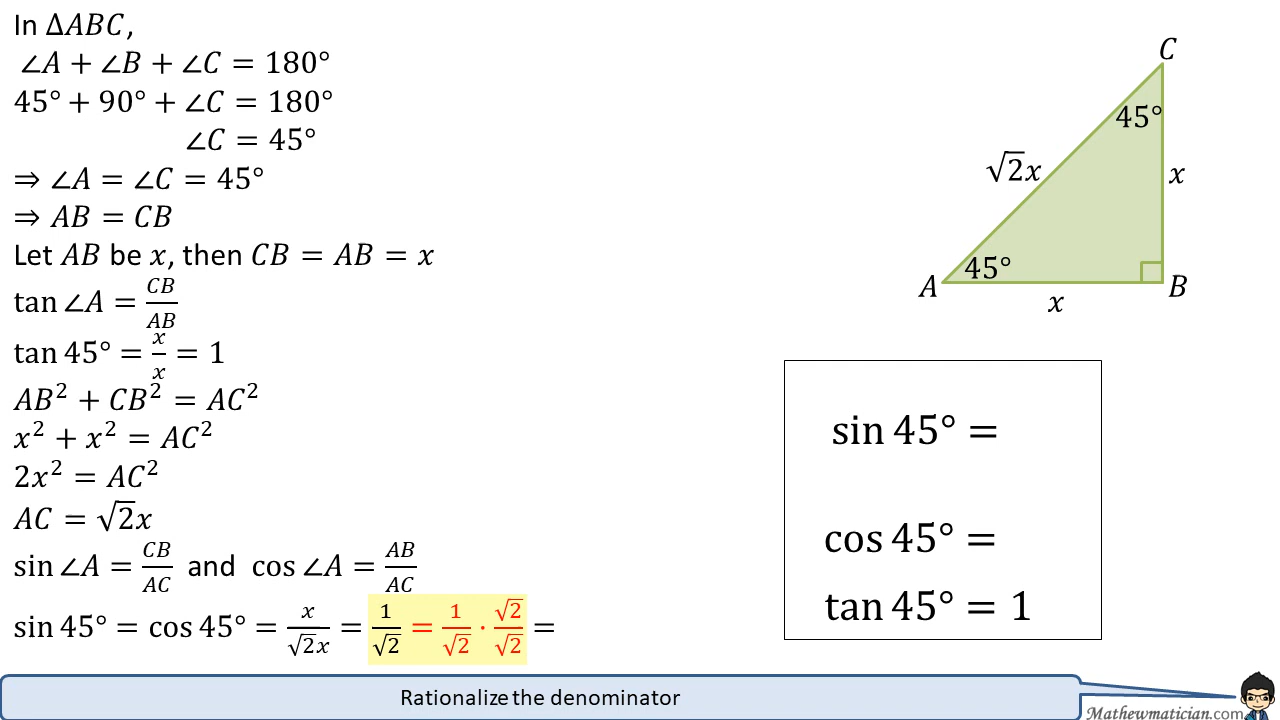 In ∆ABC,
∠A + ∠B + ∠C = 180°
45° + 90° + ∠C = 180°
∠C = 45°
⇒ ∠A = ∠C = 45°
⇒ AB = CB
Let AB be x, then CB = AB = x
tan ∠A = CB/AB
tan 45° = x/x = 1
AB² + CB² = AC²
x² + x² = AC²
2x² = AC²
AC = √2x
sin ∠A = CB/AC and cos ∠A = AB/AC
sin 45° = cos 45° = x/√2x = 1/√2 = 1/√2 · √2/√2 =
C
45°
√2x
x
A
45°
B
x
sin 45° =
cos 45° =
tan 45° = 1
Rationalize the denominator
Mathewmatician.com